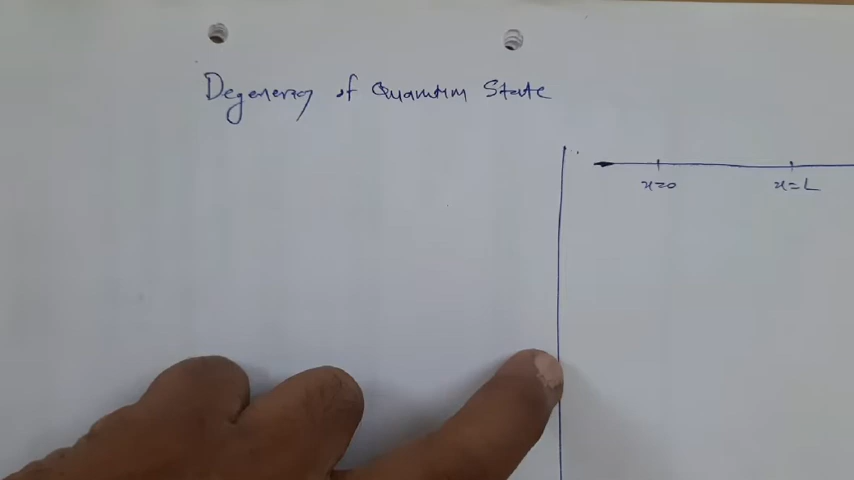 Degeneracy of Quantum State
x=0 x=L